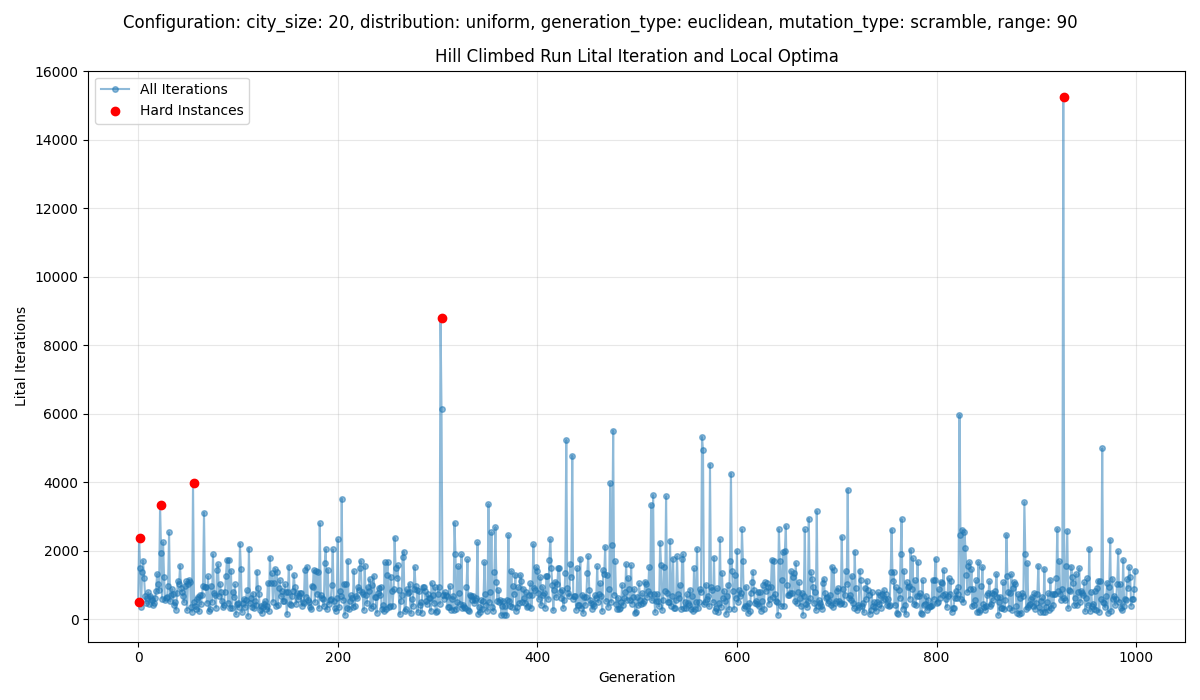 Configuration: city_size: 20, distribution: uniform, generation_type: euclidean, mutation_type: scramble, range: 90
Hill Climbed Run Lital Iteration and Local Optima
All Iterations
Hard Instances
16000
14000
12000
10000
8000
6000
4000
2000
0
Lital Iterations
0 200 400 600 800 1000
Generation